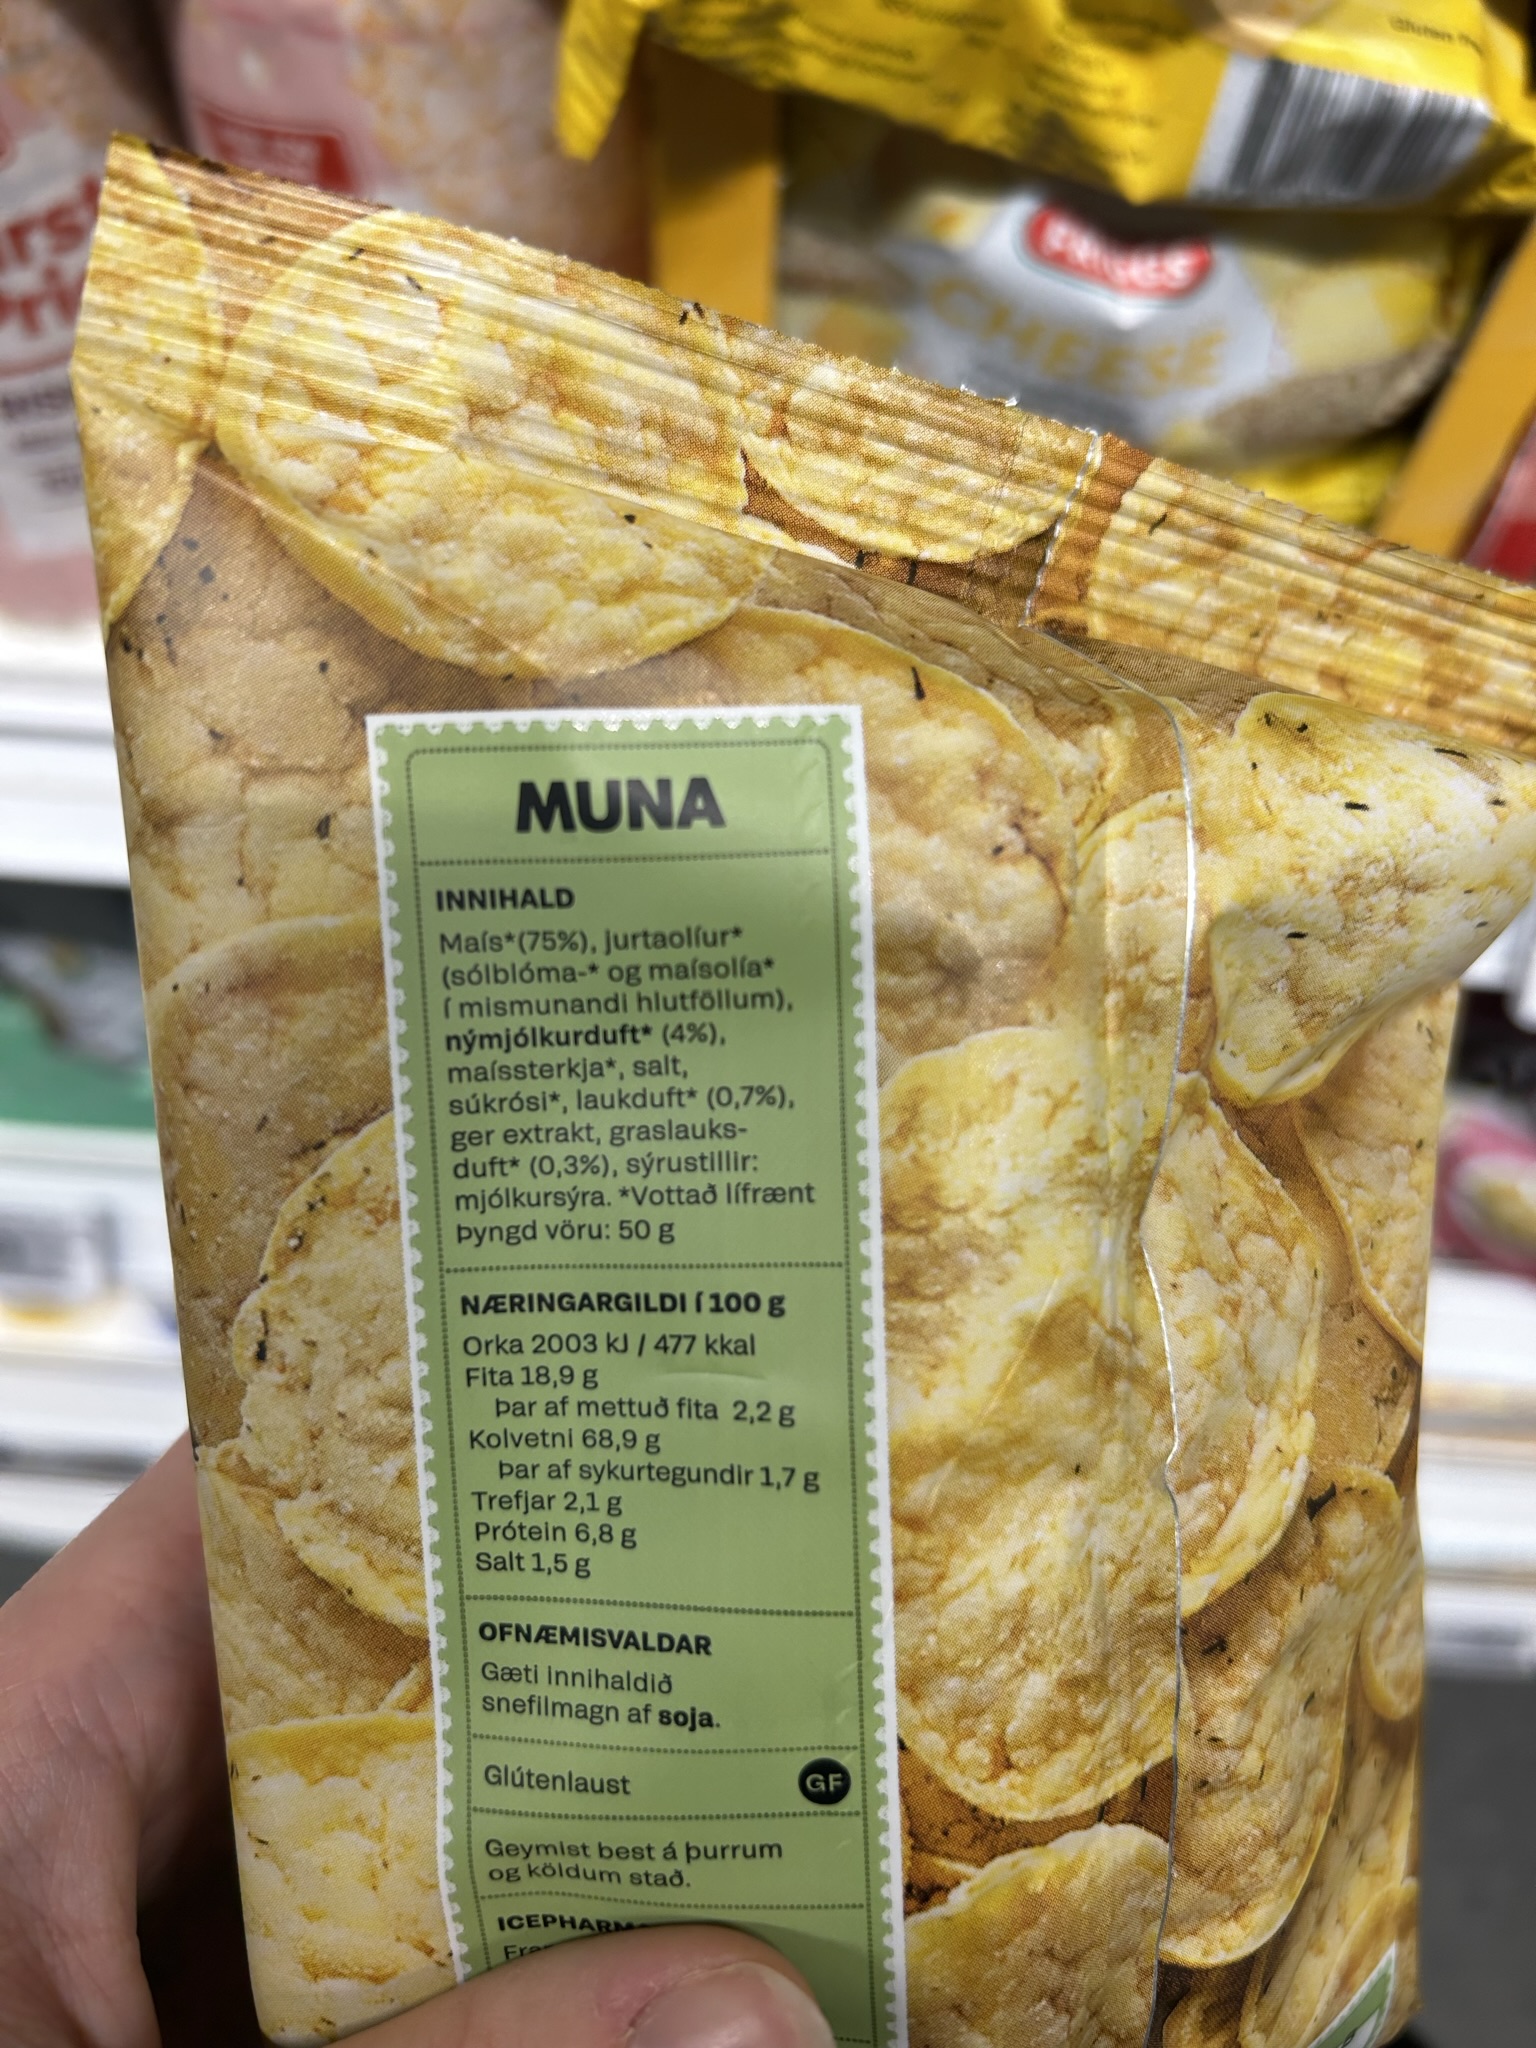 MUNA
INNIHALD
Maís*(75%), jurtaolíur*
(sólblóma-* og maísolía*
í mismunandi hlutföllum),
nýmjólkurduft* (4%),
maíssterkja*, salt,
súkrósi*, laukduft* (0,7%),
ger extrakt, graslauks-
duft* (0,3%), sýrustillir:
mjólkursýra. *Vottað lífrænt
Þyngd vöru: 50 g
NÆRINGARGILDI Í 100 g
Orka 2003 kJ / 477 kkal
Fita 18,9 g
Þar af mettuð fita 2,2 g
Kolvetni 68,9 g
Þar af sykurtegundir 1,7 g
Trefjar 2,1 g
Prótein 6,8 g
Salt 1,5 g
OFNÆMISVALDAR
Gæti innihaldið
snefilmagn af soja.
Glútenlaust GF
Geymist best á þurrum
og köldum stað.
CHEESE